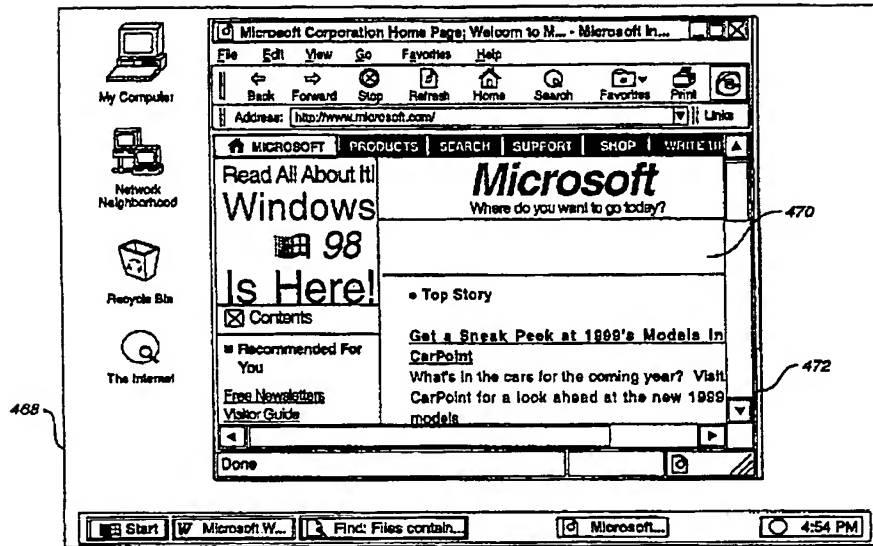 Microsoft Corporation Home Page; Welcom to M... - Microsoft In...
File Edit View Go Favorites Help
Back Forward Stop Refresh Home Search Favorites Print
Address: http://www.microsoft.com/ Links
MICROSOFT PRODUCTS SEARCH SUPPORT SHOP WRITE U
Read All About It!
Windows
98
Is Here!
Contents
Recommended For
You
Free Newsletters
Visitor Guide
Microsoft
Where do you want to go today?
Top Story
Get a Sneak Peek at 1999's Models In
CarPoint
What's in the cars for the coming year? Visit
CarPoint for a look ahead at the new 1999
models
Done
My Computer
Network
Neighborhood
Recycle Bin
The Internet
470
472
468
Start W Microsoft W... Find: Files contain... Microsoft... 4:54 PM